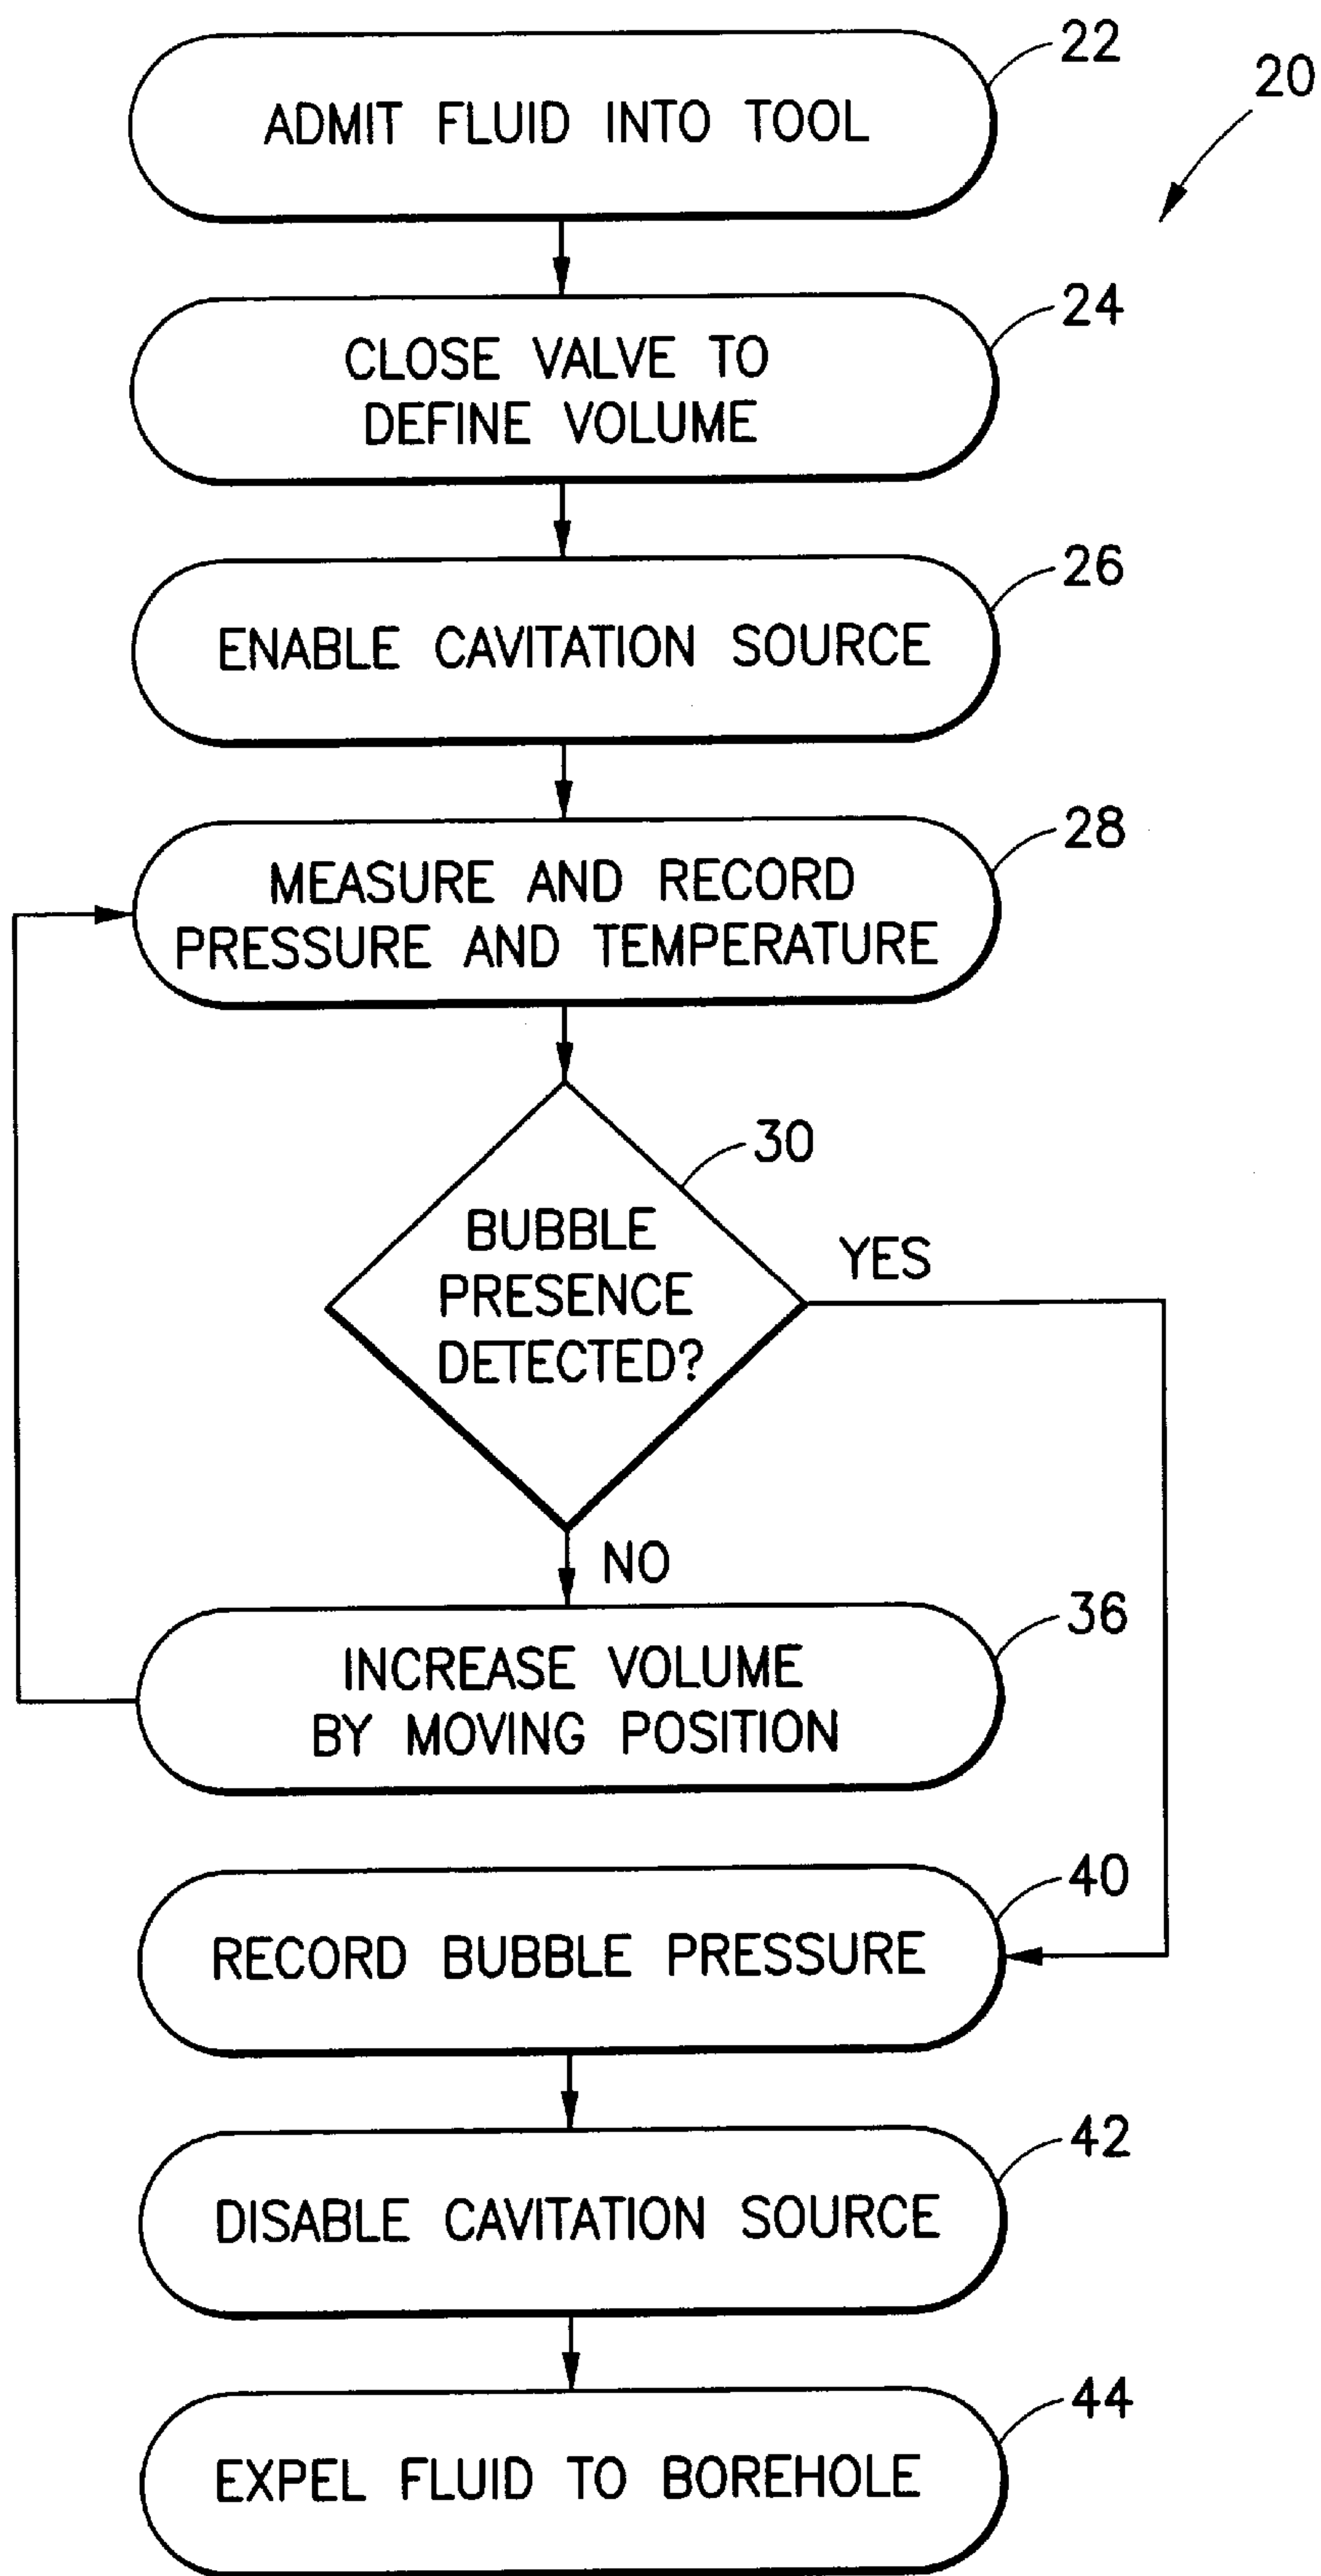 22
20
ADMIT FLUID INTO TOOL
24
CLOSE VALVE TO
DEFINE VOLUME
26
ENABLE CAVITATION SOURCE
28
MEASURE AND RECORD
PRESSURE AND TEMPERATURE
30
BUBBLE
PRESENCE
DETECTED?
YES
NO
36
INCREASE VOLUME
BY MOVING POSITION
40
RECORD BUBBLE PRESSURE
42
DISABLE CAVITATION SOURCE
44
EXPEL FLUID TO BOREHOLE